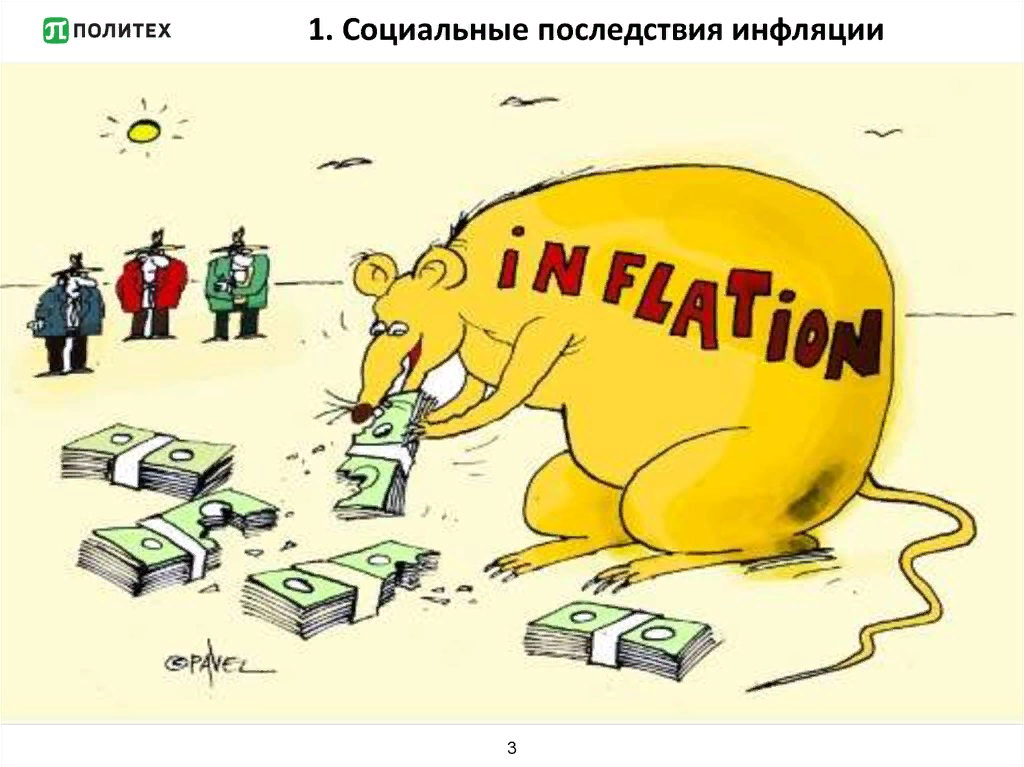 ПОЛИТЕХ
1. Социальные последствия инфляции
iNFLATiON
©PAVEL
3